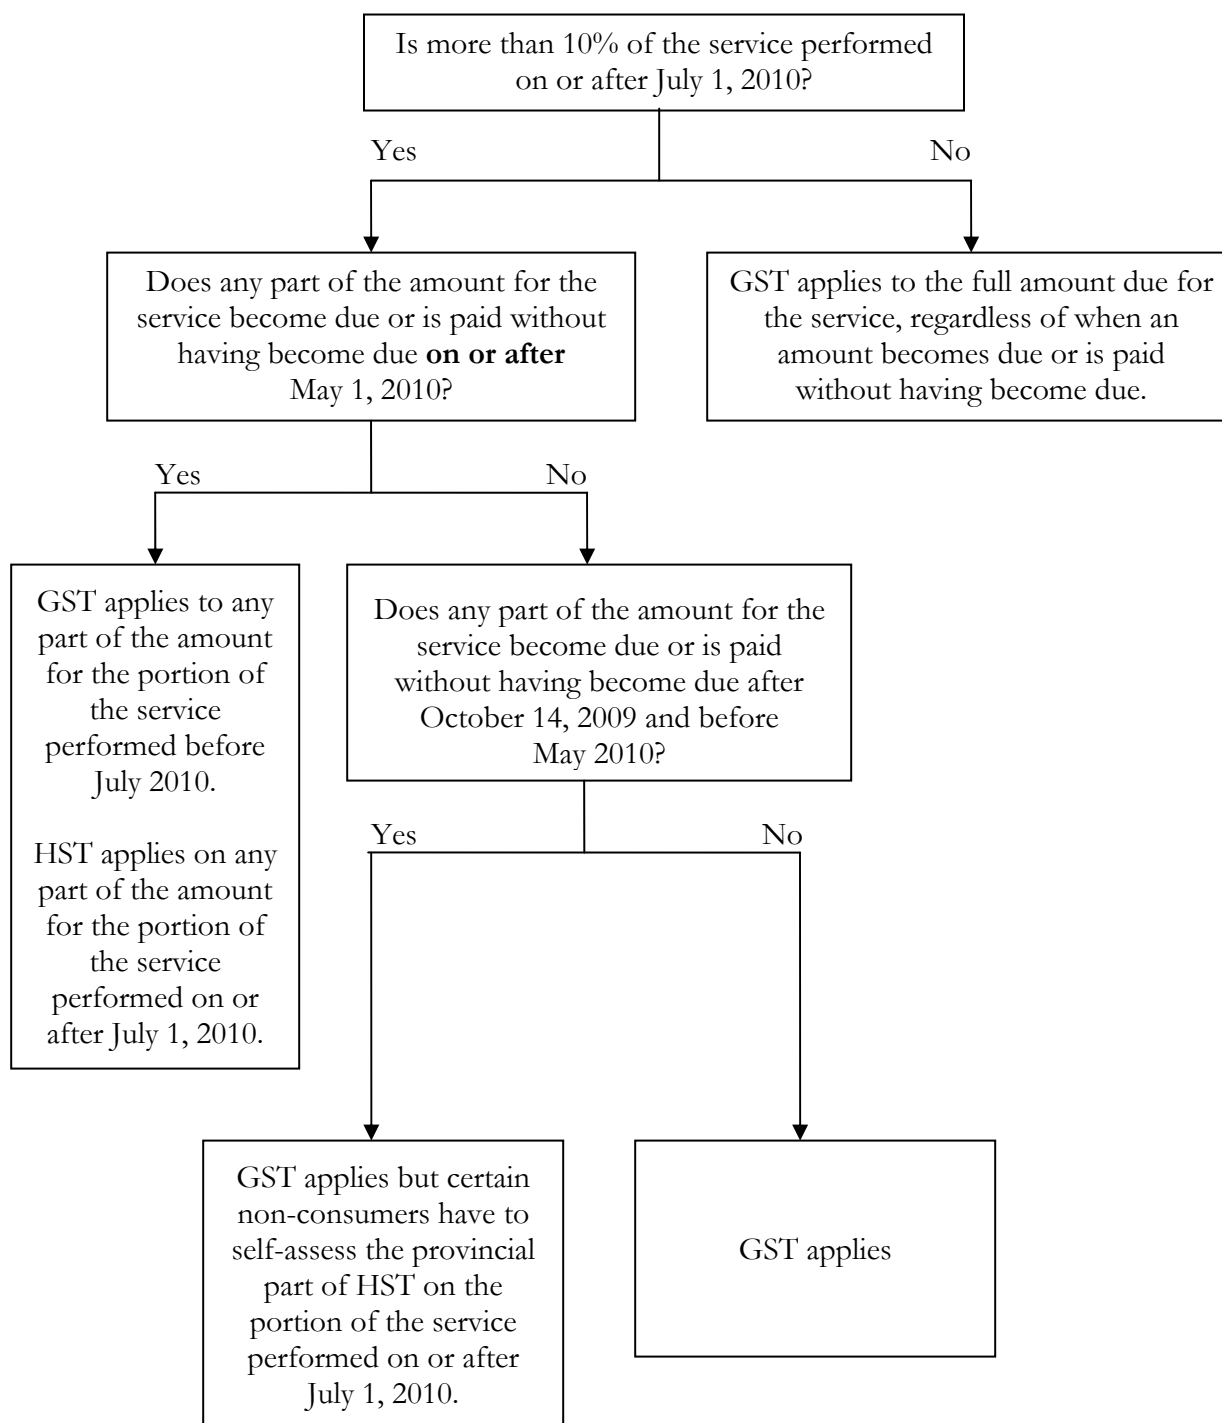 Is more than 10% of the service performed
on or after July 1, 2010?
Yes
No
Does any part of the amount for the
service become due or is paid without
having become due on or after
May 1, 2010?
GST applies to the full amount due for
the service, regardless of when an
amount becomes due or is paid
without having become due.
Yes
No
GST applies to any
part of the amount
for the portion of
the service
performed before
July 2010.
HST applies on any
part of the amount
for the portion of
the service
performed on or
after July 1, 2010.
Does any part of the amount for the
service become due or is paid
without having become due after
October 14, 2009 and before
May 2010?
Yes
No
GST applies but certain
non-consumers have to
self-assess the provincial
part of HST on the
portion of the service
performed on or after
July 1, 2010.
GST applies